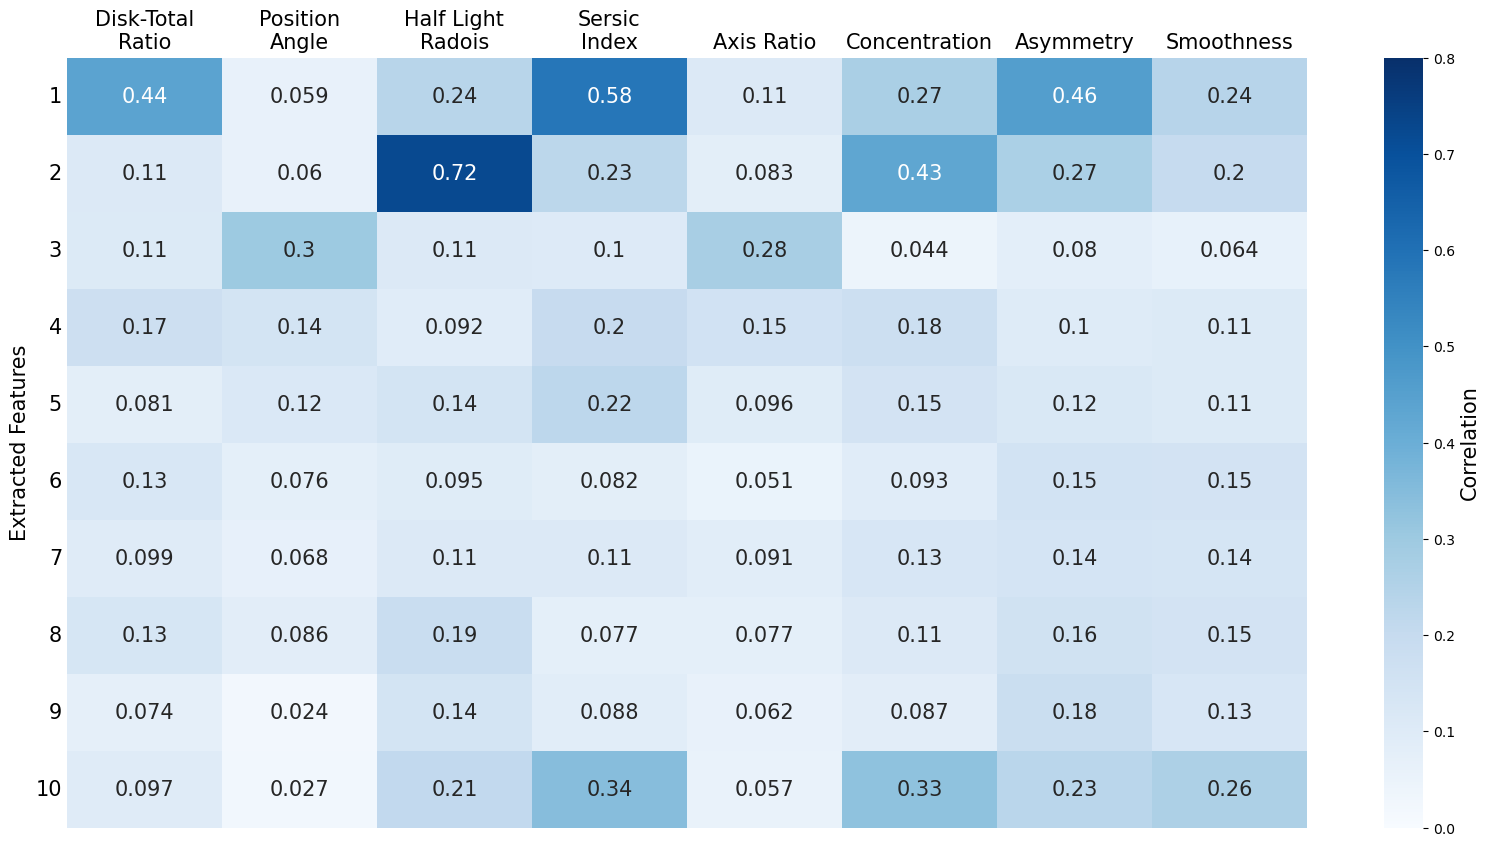 Disk-Total Ratio
Position Angle
Half Light Radois
Sersic Index
Axis Ratio
Concentration
Asymmetry
Smoothness
Extracted Features
1 0.44 0.059 0.24 0.58 0.11 0.27 0.46 0.24
2 0.11 0.06 0.72 0.23 0.083 0.43 0.27 0.2
3 0.11 0.3 0.11 0.1 0.28 0.044 0.08 0.064
4 0.17 0.14 0.092 0.2 0.15 0.18 0.1 0.11
5 0.081 0.12 0.14 0.22 0.096 0.15 0.12 0.11
6 0.13 0.076 0.095 0.082 0.051 0.093 0.15 0.15
7 0.099 0.068 0.11 0.11 0.091 0.13 0.14 0.14
8 0.13 0.086 0.19 0.077 0.077 0.11 0.16 0.15
9 0.074 0.024 0.14 0.088 0.062 0.087 0.18 0.13
10 0.097 0.027 0.21 0.34 0.057 0.33 0.23 0.26
0.8
0.7
0.6
0.5
0.4
0.3
0.2
0.1
0.0
Correlation